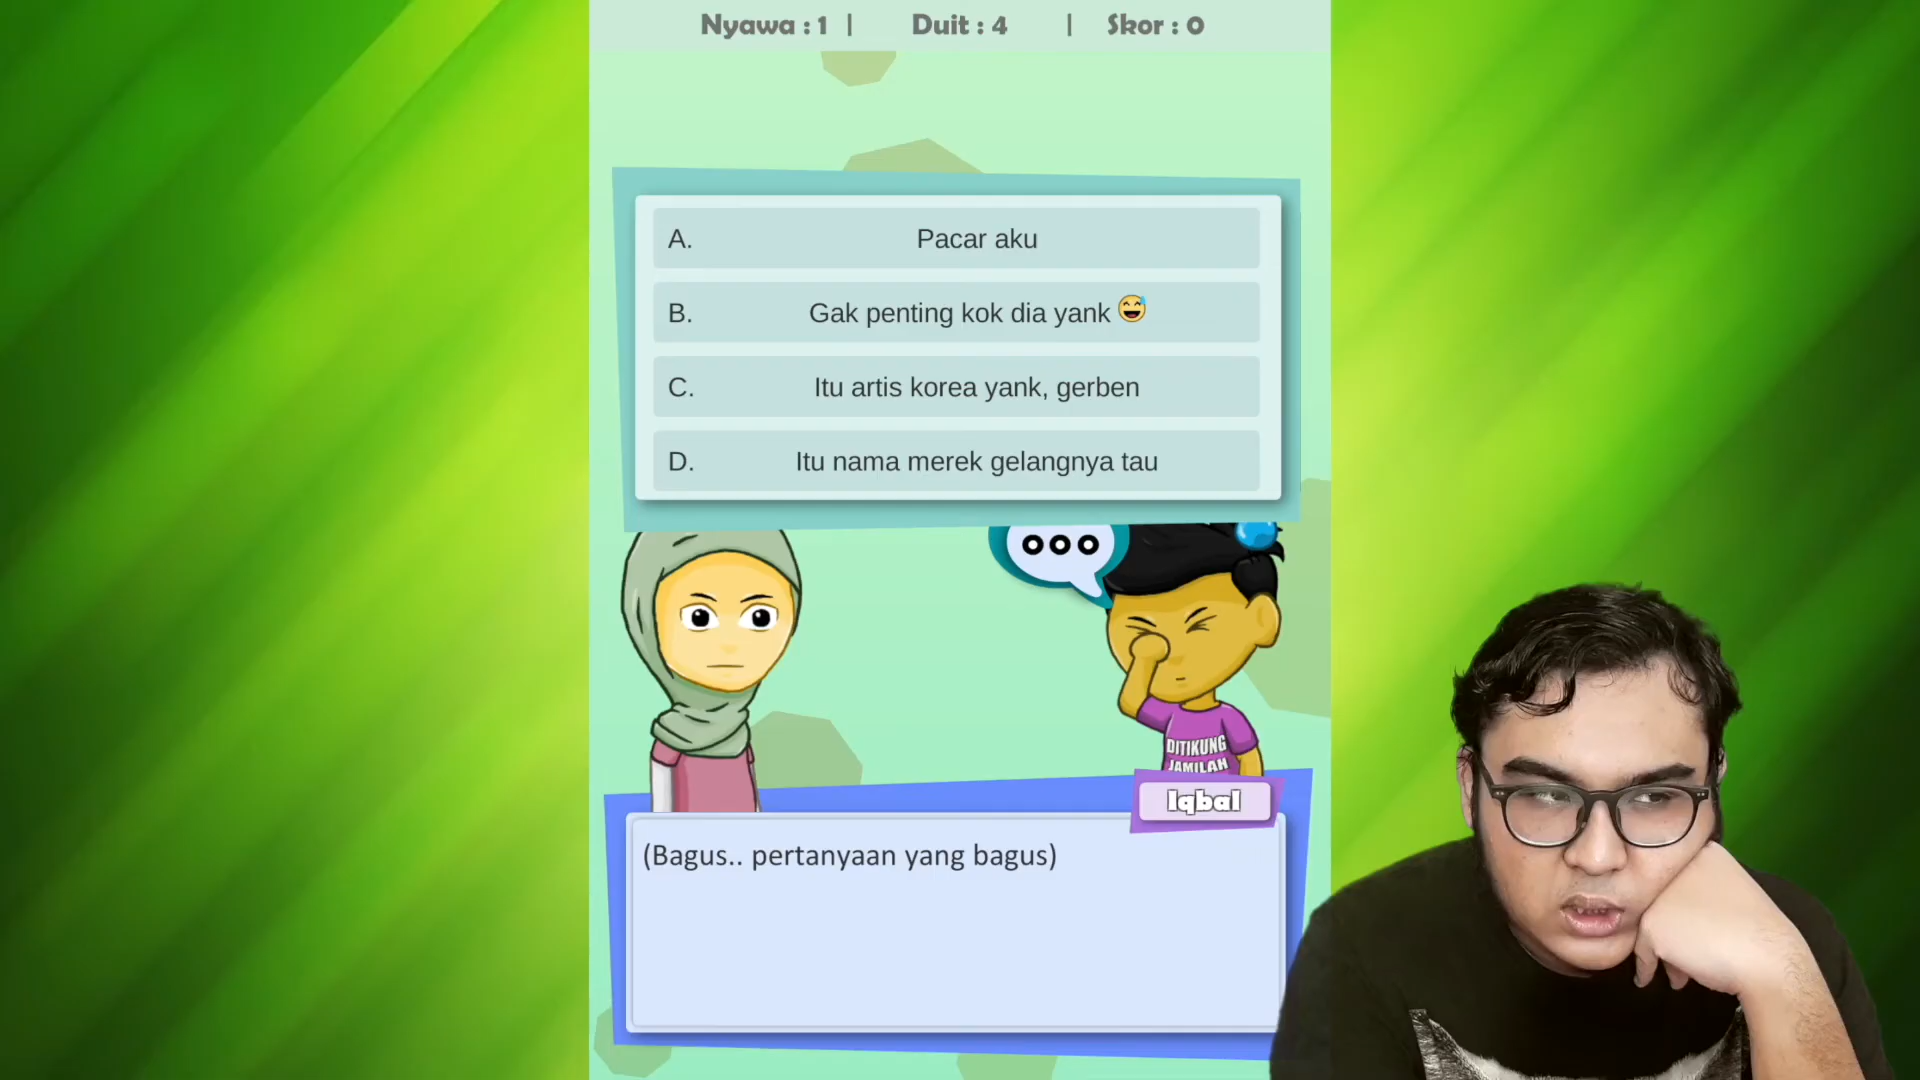 Nyawa : 1 | Duit : 4 | Skor : 0
A. Pacar aku
B. Gak penting kok dia yank 😅
C. Itu artis korea yank, gerben
D. Itu nama merek gelangnya tau
DITIKUNG
JAMILAH
Iqbal
(Bagus.. pertanyaan yang bagus)